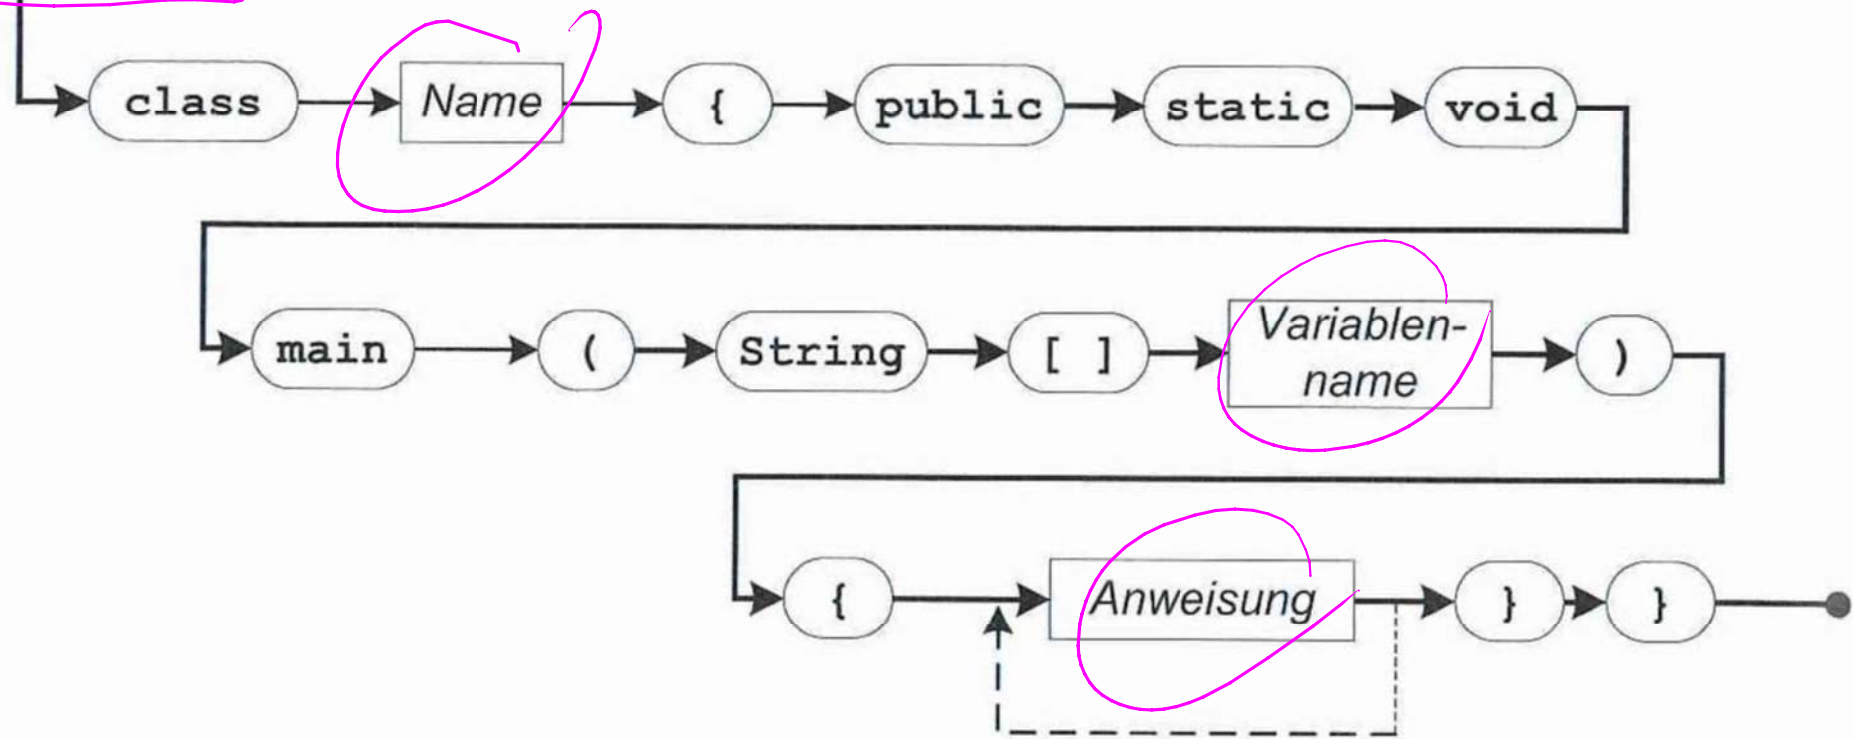 class Name { public static void
main ( String [ ] Variablen-
name )
{ Anweisung } }